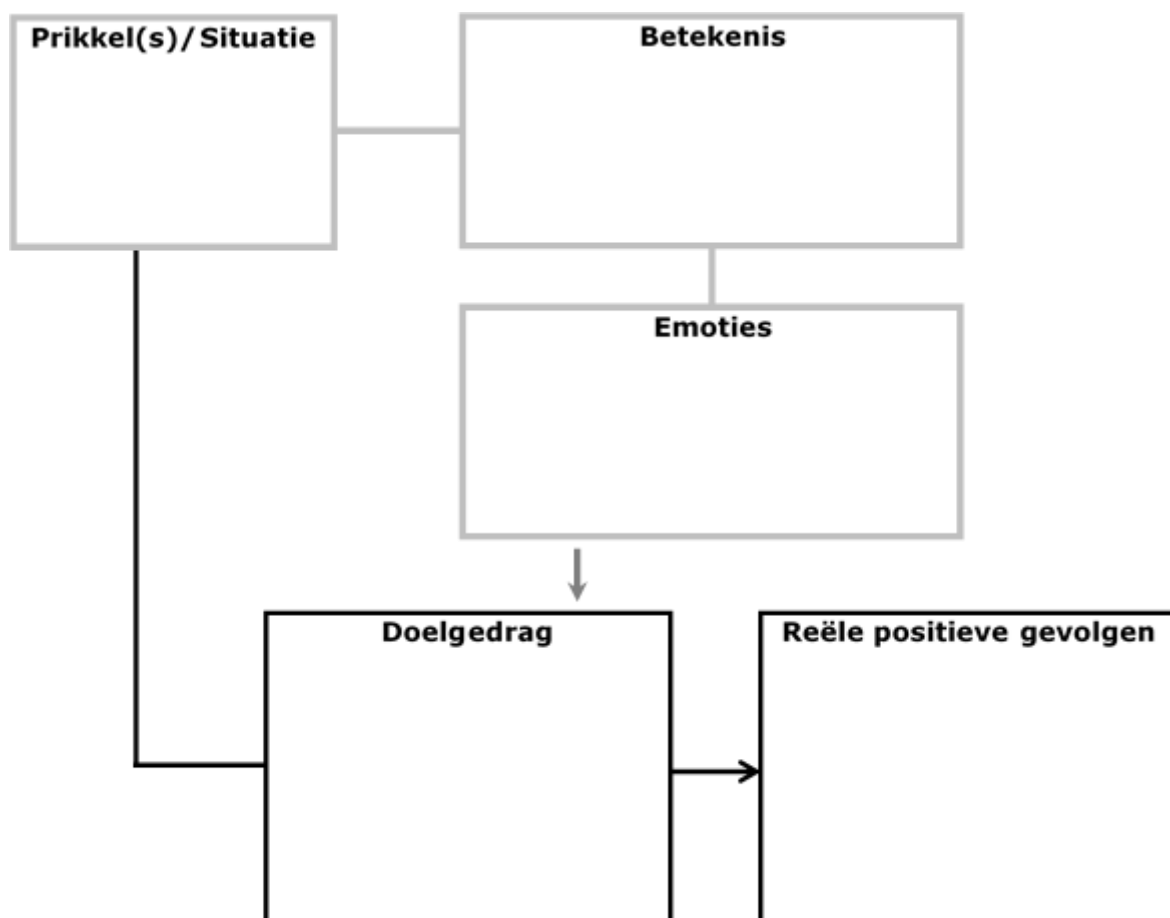 Prikkel(s)/Situatie
Betekenis
Emoties
Doelgedrag
Reële positieve gevolgen